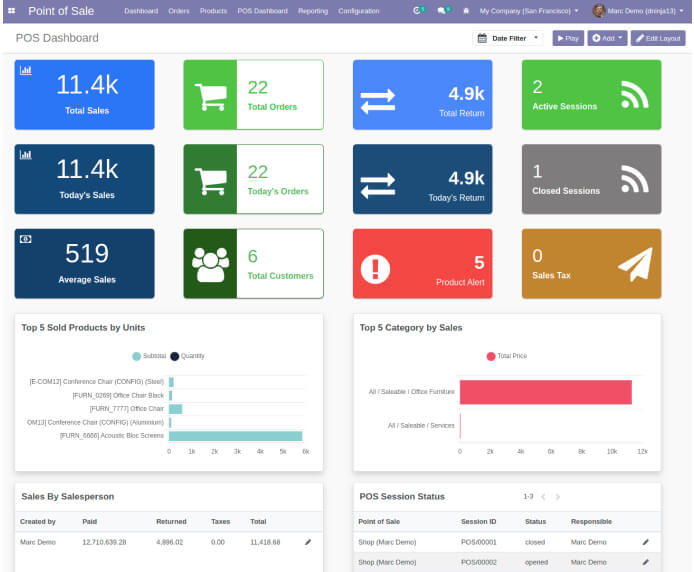 Point of Sale Dashboard Orders Products POS Dashboard Reporting Configuration 5 My Company (San Francisco) Marc Demo (dninja13)
POS Dashboard Date Filter Play Add Edit Layout
11.4k
Total Sales
22
Total Orders
4.9k
Total Return
2
Active Sessions
11.4k
Today's Sales
22
Today's Orders
4.9k
Today's Return
1
Closed Sessions
519
Average Sales
6
Total Customers
5
Product Alert
0
Sales Tax
Top 5 Sold Products by Units
Subtotal Quantity
[E-COM12] Conference Chair (CONFIG) (Steel)
[FURN_0269] Office Chair Black
[FURN_7777] Office Chair
OM13] Conference Chair (CONFIG) (Aluminium)
[FURN_6666] Acoustic Bloc Screens
0 1k 2k 3k 4k 5k 6k
Top 5 Category by Sales
Total Price
All / Saleable / Office Furniture
All / Saleable / Services
0 2k 4k 6k 8k 10k 12k
Sales By Salesperson
Created by Paid Returned Taxes Total
Marc Demo 12,710,639.28 4,896.02 0.00 11,418.68
POS Session Status 1-3
Point of Sale Session ID Status Responsible
Shop (Marc Demo) POS/00001 closed Marc Demo
Shop (Marc Demo) POS/00002 opened Marc Demo